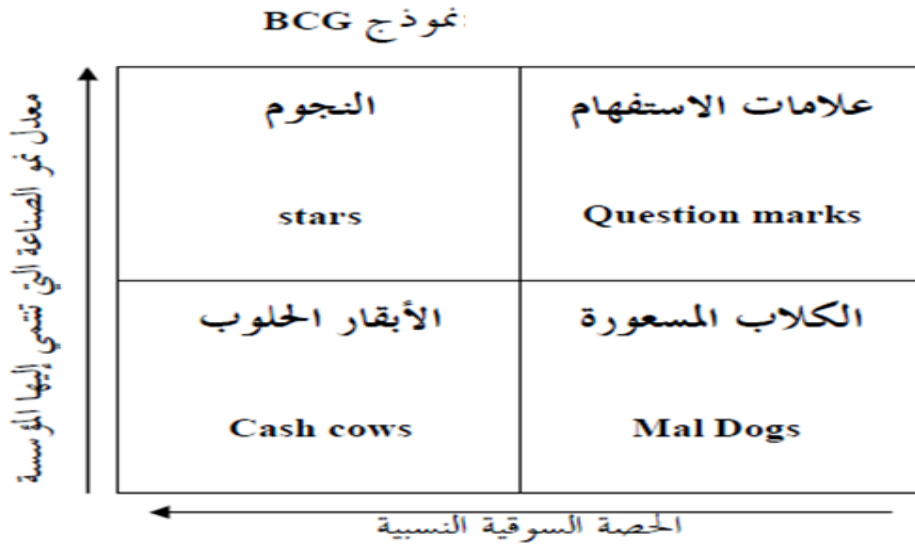 نموذج BCG:
علامات الاستفهام
Question marks
النجوم
stars
الكلاب المسعورة
Mal Dogs
الأبقار الحلوب
Cash cows
معدل نمو الصناعة التي تنتمي إليها المؤسسة
الحصة السوقية النسبية